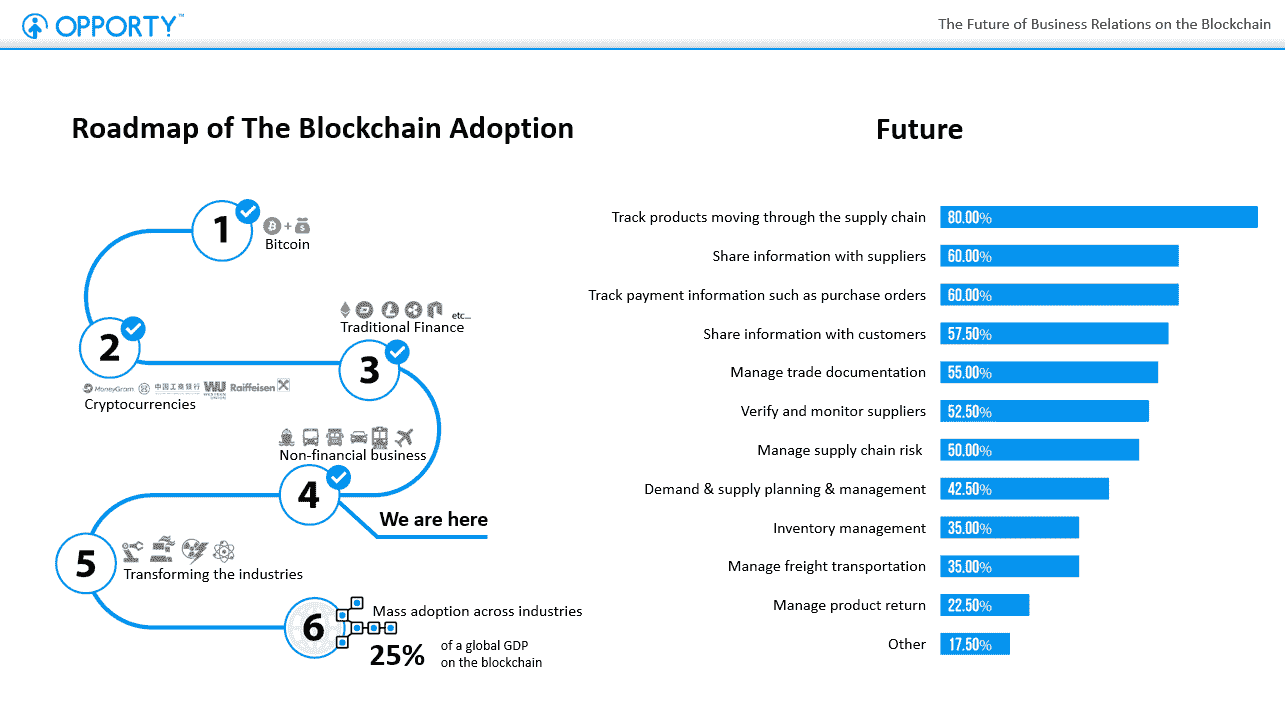 OPPORTY™
The Future of Business Relations on the Blockchain
Roadmap of The Blockchain Adoption
1
Bitcoin
2
MoneyGram 中国工商银行 WU WESTERN UNION Raiffeisen
Cryptocurrencies
etc...
Traditional Finance
3
Non-financial business
4
We are here
5
Transforming the industries
6
Mass adoption across industries
25%
of a global GDP
on the blockchain
Future
Track products moving through the supply chain 80.00%
Share information with suppliers 60.00%
Track payment information such as purchase orders 60.00%
Share information with customers 57.50%
Manage trade documentation 55.00%
Verify and monitor suppliers 52.50%
Manage supply chain risk 50.00%
Demand & supply planning & management 42.50%
Inventory management 35.00%
Manage freight transportation 35.00%
Manage product return 22.50%
Other 17.50%